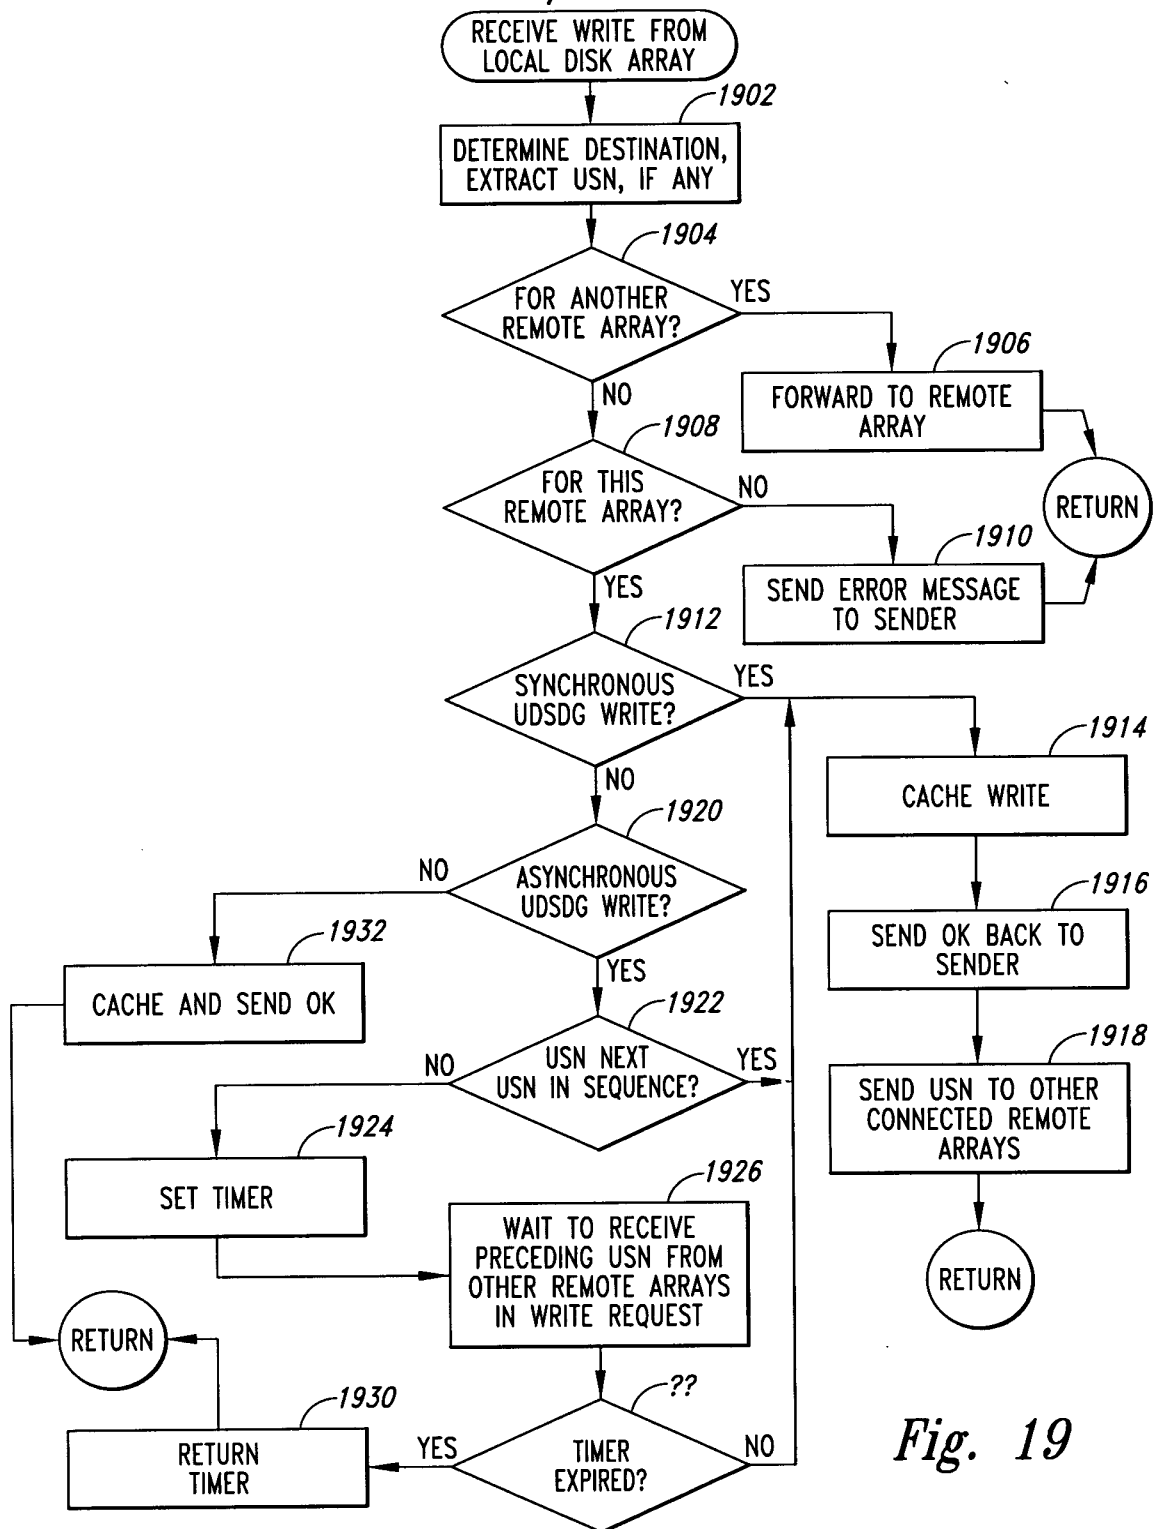 RECEIVE WRITE FROM
LOCAL DISK ARRAY
1902
DETERMINE DESTINATION,
EXTRACT USN, IF ANY
1904
FOR ANOTHER
REMOTE ARRAY?
YES
NO
1906
FORWARD TO REMOTE
ARRAY
1908
FOR THIS
REMOTE ARRAY?
NO
YES
RETURN
1910
SEND ERROR MESSAGE
TO SENDER
1912
SYNCHRONOUS
UDSDG WRITE?
YES
NO
1914
CACHE WRITE
1920
ASYNCHRONOUS
UDSDG WRITE?
NO
YES
1916
SEND OK BACK TO
SENDER
1932
CACHE AND SEND OK
1922
USN NEXT
USN IN SEQUENCE?
NO
YES
1918
SEND USN TO OTHER
CONNECTED REMOTE
ARRAYS
1924
SET TIMER
1926
WAIT TO RECEIVE
PRECEDING USN FROM
OTHER REMOTE ARRAYS
IN WRITE REQUEST
RETURN
RETURN
??
TIMER
EXPIRED?
YES
NO
1930
RETURN
TIMER
Fig. 19